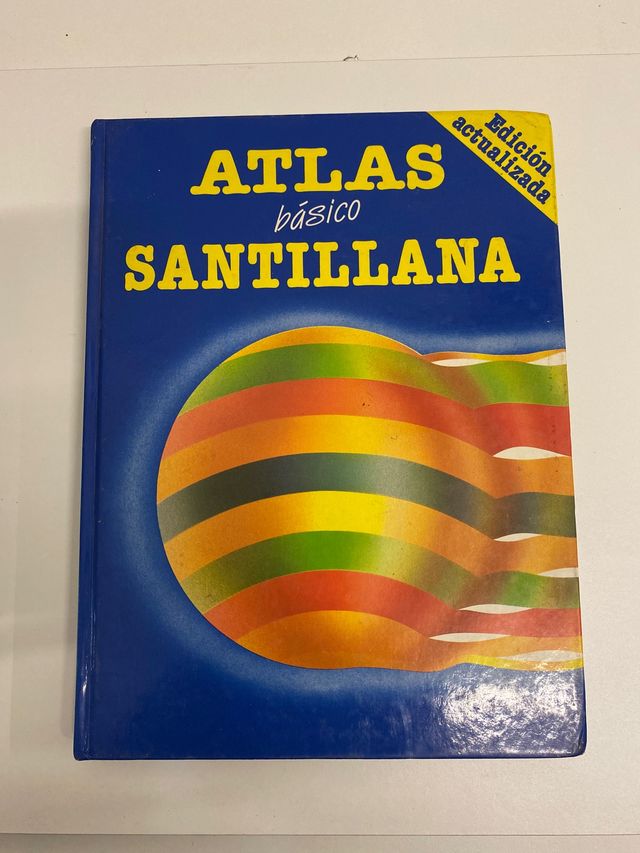 ATLAS
básico
SANTILLANA
Edición
actualizada